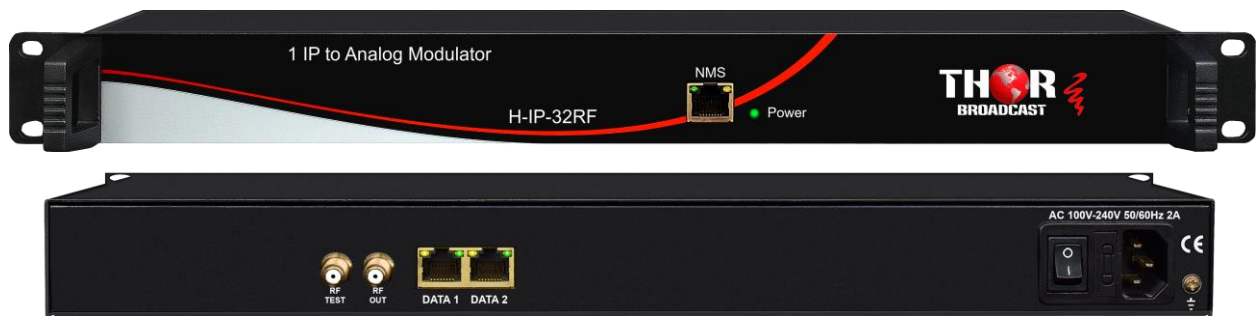 1 IP to Analog Modulator
NMS
H-IP-32RF
Power
THOR
BROADCAST
AC 100V-240V 50/60Hz 2A
O
I
CE
RF
TEST
RF
OUT
DATA 1
DATA 2